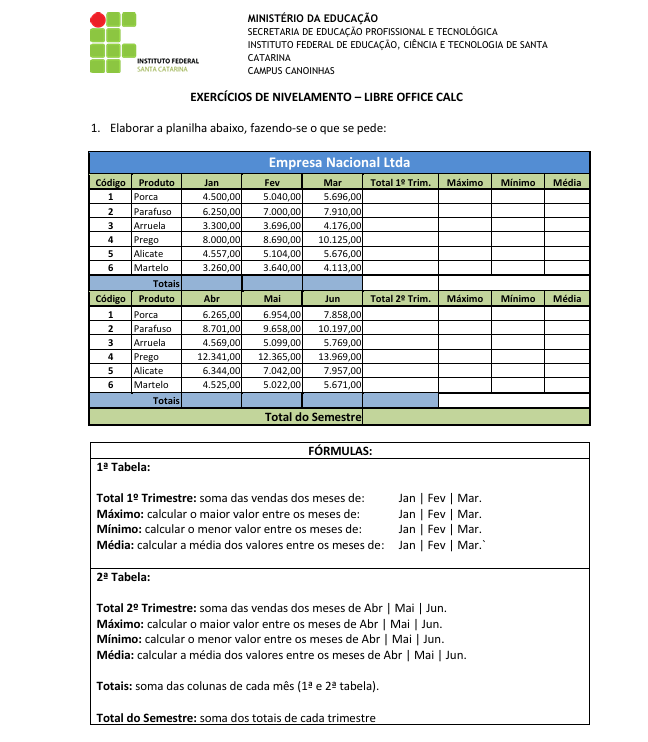 INSTITUTO FEDERAL
SANTA CATARINA
MINISTÉRIO DA EDUCAÇÃO
SECRETARIA DE EDUCAÇÃO PROFISSIONAL E TECNOLÓGICA
INSTITUTO FEDERAL DE EDUCAÇÃO, CIÊNCIA E TECNOLOGIA DE SANTA
CATARINA
CAMPUS CANOINHAS
EXERCÍCIOS DE NIVELAMENTO – LIBRE OFFICE CALC
1. Elaborar a planilha abaixo, fazendo-se o que se pede:
Empresa Nacional Ltda
Código Produto Jan Fev Mar Total 1º Trim. Máximo Mínimo Média
1 Porca 4.500,00 5.040,00 5.696,00
2 Parafuso 6.250,00 7.000,00 7.910,00
3 Arruela 3.300,00 3.696,00 4.176,00
4 Prego 8.000,00 8.690,00 10.125,00
5 Alicate 4.557,00 5.104,00 5.676,00
6 Martelo 3.260,00 3.640,00 4.113,00
Totais
Código Produto Abr Mai Jun Total 2º Trim. Máximo Mínimo Média
1 Porca 6.265,00 6.954,00 7.858,00
2 Parafuso 8.701,00 9.658,00 10.197,00
3 Arruela 4.569,00 5.099,00 5.769,00
4 Prego 12.341,00 12.365,00 13.969,00
5 Alicate 6.344,00 7.042,00 7.957,00
6 Martelo 4.525,00 5.022,00 5.671,00
Totais
Total do Semestre
FÓRMULAS:
1ª Tabela:
Total 1º Trimestre: soma das vendas dos meses de: Jan | Fev | Mar.
Máximo: calcular o maior valor entre os meses de: Jan | Fev | Mar.
Mínimo: calcular o menor valor entre os meses de: Jan | Fev | Mar.
Média: calcular a média dos valores entre os meses de: Jan | Fev | Mar.`
2ª Tabela:
Total 2º Trimestre: soma das vendas dos meses de Abr | Mai | Jun.
Máximo: calcular o maior valor entre os meses de Abr | Mai | Jun.
Mínimo: calcular o menor valor entre os meses de Abr | Mai | Jun.
Média: calcular a média dos valores entre os meses de Abr | Mai | Jun.
Totais: soma das colunas de cada mês (1ª e 2ª tabela).
Total do Semestre: soma dos totais de cada trimestre